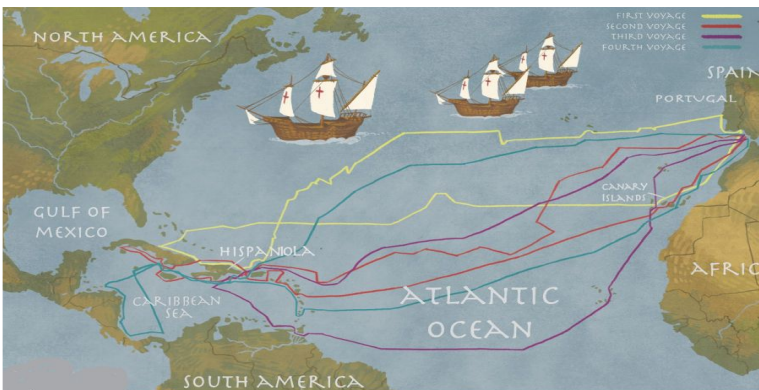 FIRST VOYAGE
SECOND VOYAGE
THIRD VOYAGE
FOURTH VOYAGE
NORTH AMERICA
SPAIN
PORTUGAL
CANARY
ISLANDS
GULF OF
MEXICO
HISPANIOLA
AFRIC
CARIBBEAN
SEA
ATLANTIC
OCEAN
SOUTH AMERICA